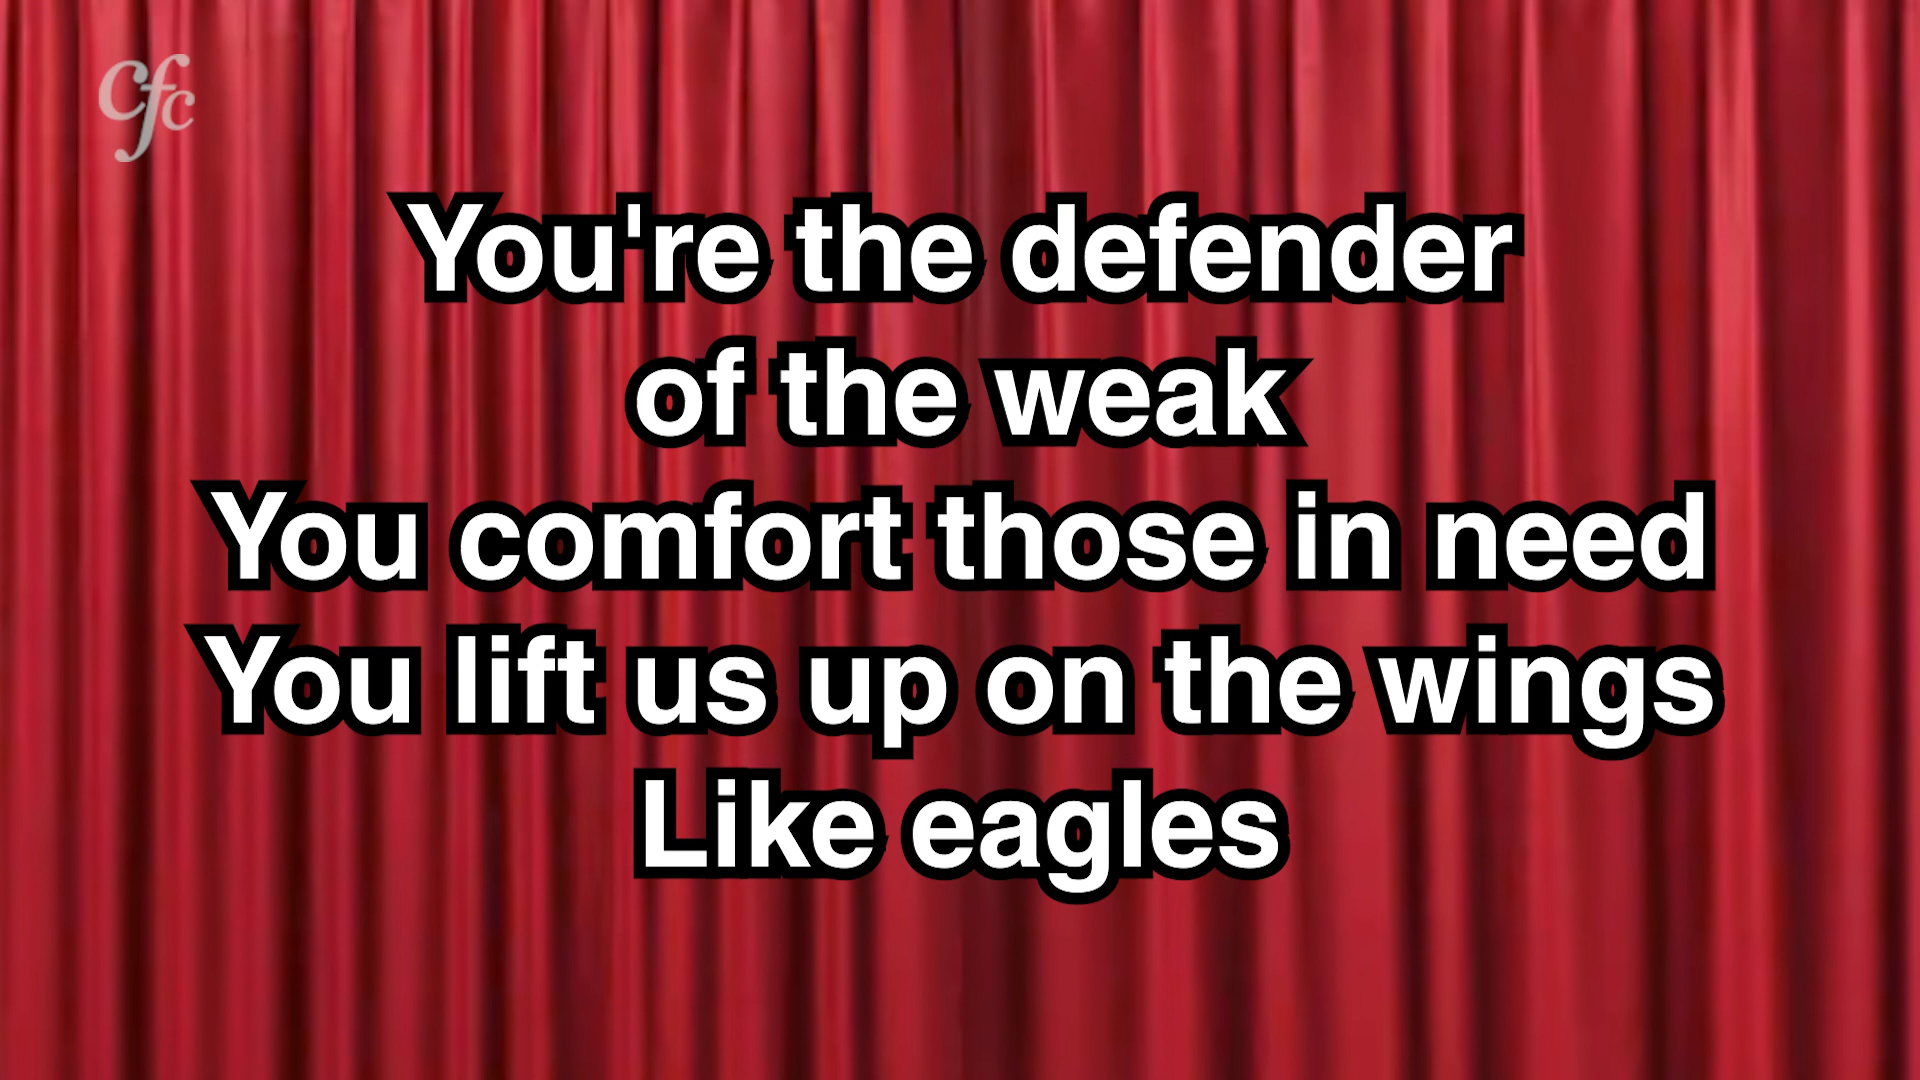 cfc
You're the defender
of the weak
You comfort those in need
You lift us up on the wings
Like eagles